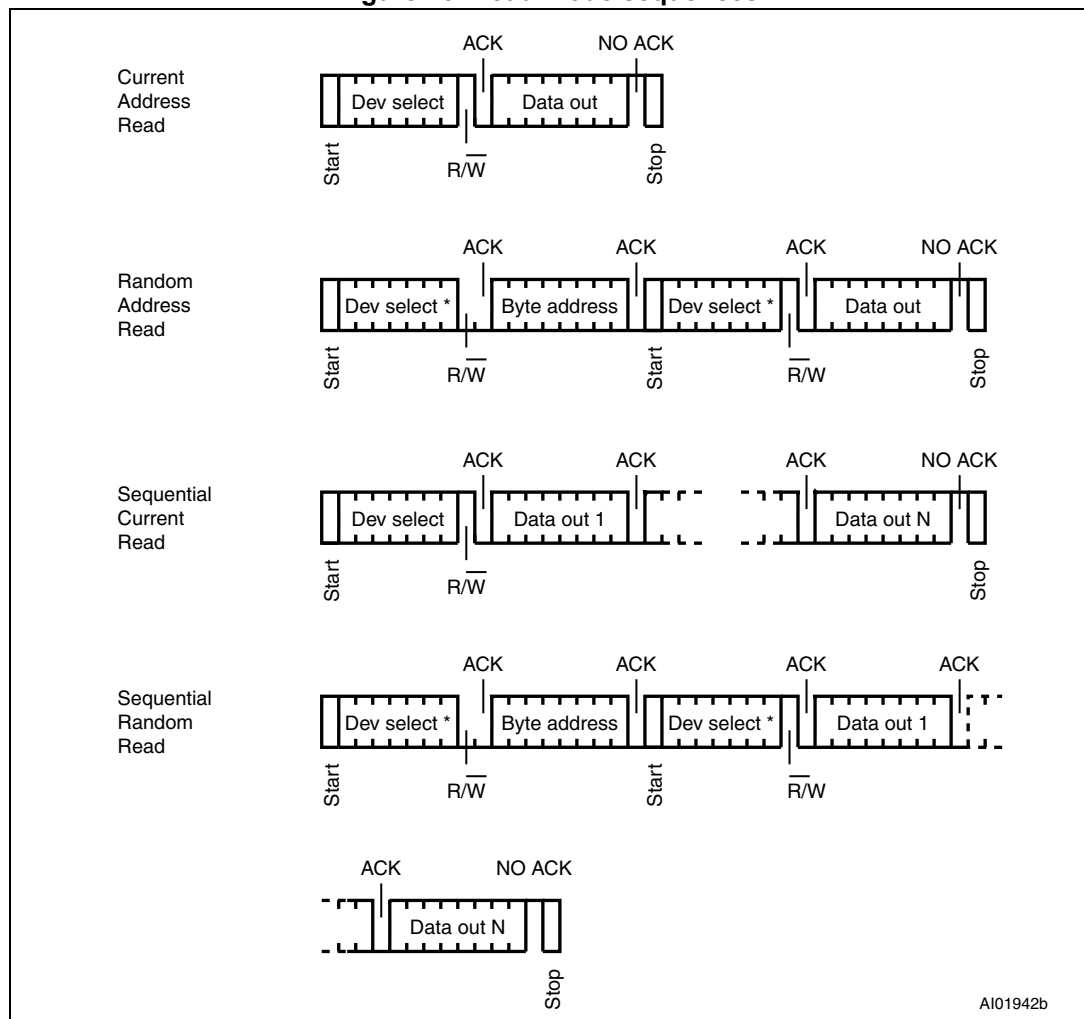 ACK NO ACK
Current
Address
Read
Dev select Data out
Start R/W̅ Stop
ACK ACK ACK NO ACK
Random
Address
Read
Dev select * Byte address Dev select * Data out
Start R/W̅ Start R̅/W Stop
ACK ACK ACK NO ACK
Sequential
Current
Read
Dev select Data out 1 Data out N
Start R/W̅ Stop
ACK ACK ACK ACK
Sequential
Random
Read
Dev select * Byte address Dev select * Data out 1
Start R/W̅ Start R̅/W
ACK NO ACK
Data out N
Stop
AI01942b